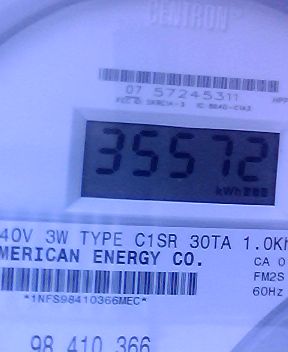 CENTRON
07 57245311
35572
kWh
40V 3W TYPE C1SR 30TA 1.0Kh
MERICAN ENERGY CO.
CA 0
FM2S
60Hz
*1NFS98410366MEC*
98 410 366